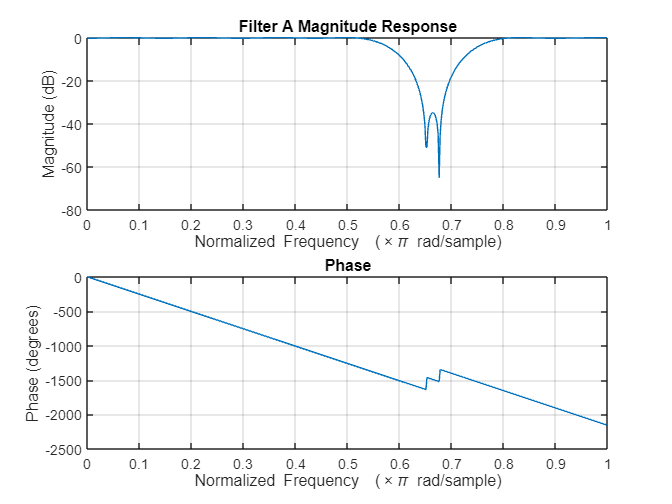 Filter A Magnitude Response
Magnitude (dB)
0
-20
-40
-60
-80
0 0.1 0.2 0.3 0.4 0.5 0.6 0.7 0.8 0.9 1
Normalized Frequency (×π rad/sample)
Phase
Phase (degrees)
0
-500
-1000
-1500
-2000
-2500
0 0.1 0.2 0.3 0.4 0.5 0.6 0.7 0.8 0.9 1
Normalized Frequency (×π rad/sample)